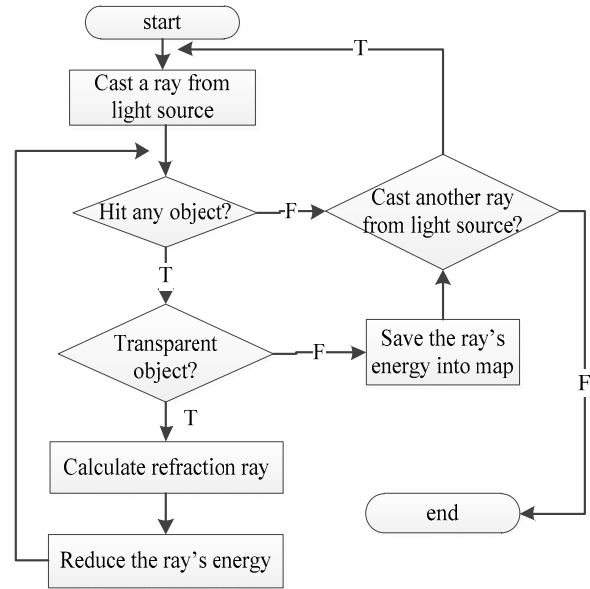 start
T
Cast a ray from
light source
Hit any object?
F
Cast another ray
from light source?
T
Transparent
object?
F
Save the ray's
energy into map
F
T
Calculate refraction ray
end
Reduce the ray's energy